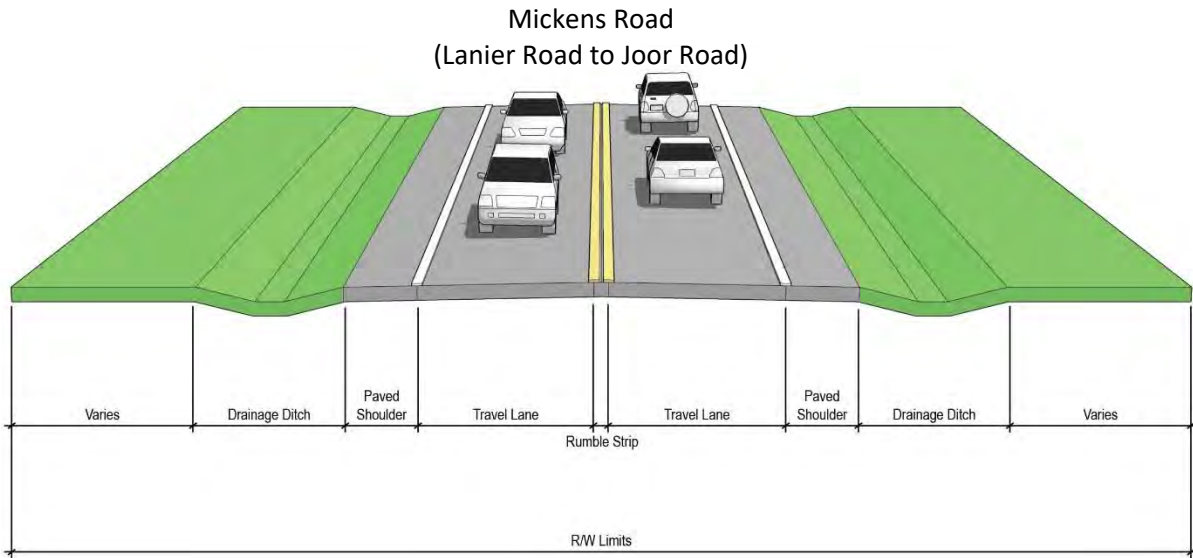 Mickens Road
(Lanier Road to Joor Road)
Varies
Drainage Ditch
Paved
Shoulder
Travel Lane
Rumble Strip
Travel Lane
Paved
Shoulder
Drainage Ditch
Varies
R/W Limits